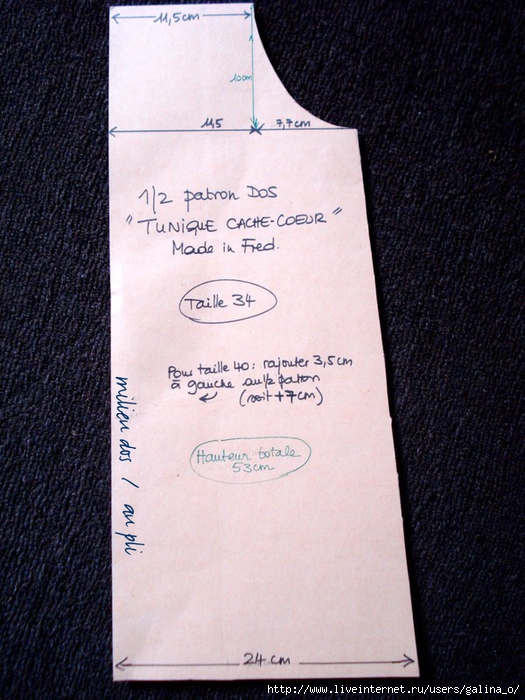 11,5cm
10cm
11,5
7,7cm
1/2 patron DOS
"TUNIQUE CACHE-COEUR"
Made in Fred.
Taille 34
Pour taille 40: rajouter 3,5cm
à gauche au 1/2 patron
(soit +7cm)
milieu dos / au pli
Hauteur totale
53cm
24 cm
http://www.liveinternet.ru/users/galina_o/